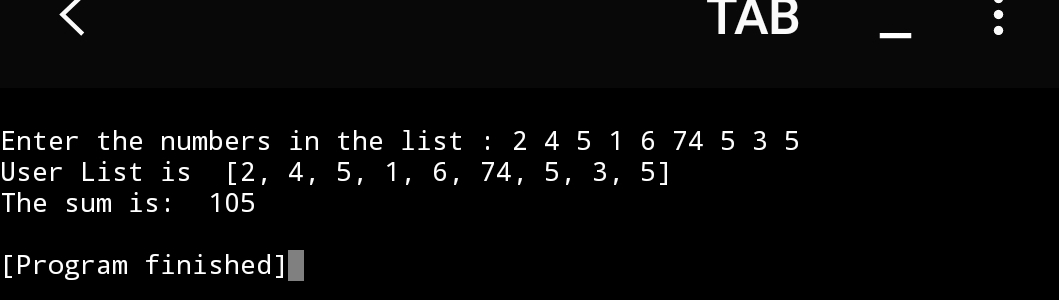 TAB
Enter the numbers in the list : 2 4 5 1 6 74 5 3 5
User List is  [2, 4, 5, 1, 6, 74, 5, 3, 5]
The sum is:  105
[Program finished]